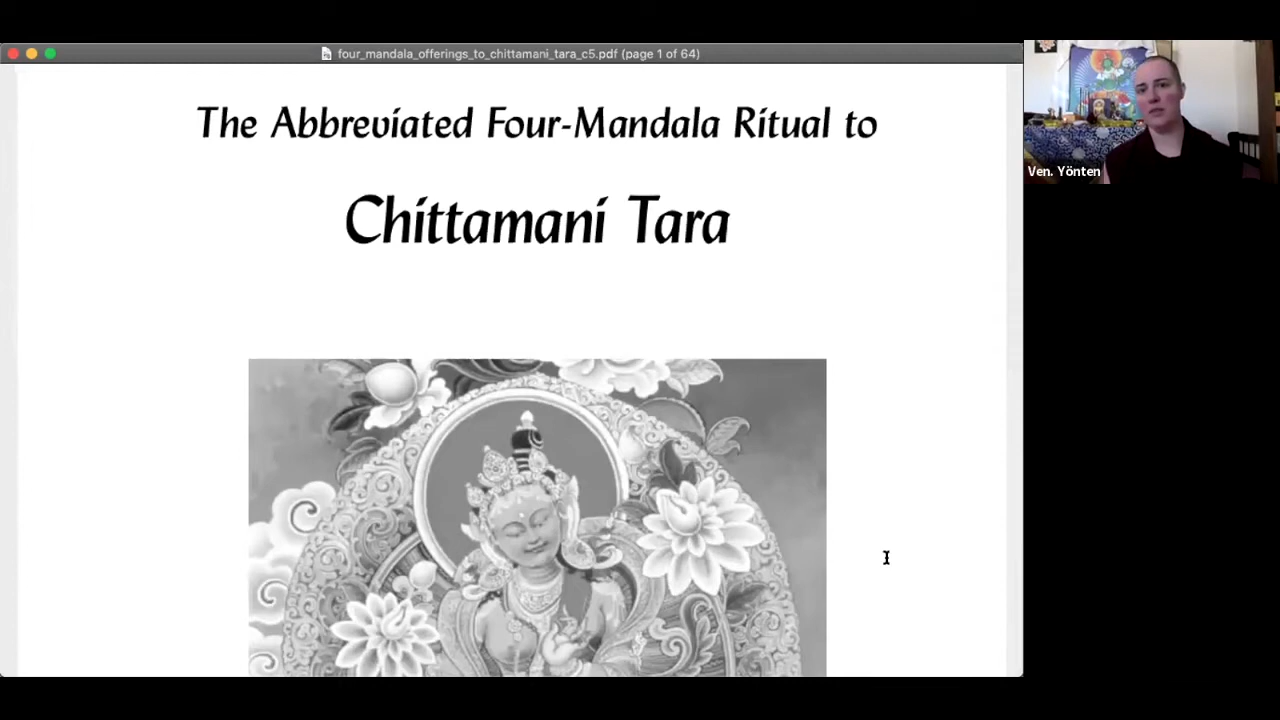 four_mandala_offerings_to_chittamani_tara_c5.pdf (page 1 of 64)
The Abbreviated Four-Mandala Ritual to
Chittamani Tara
Ven. Yönten